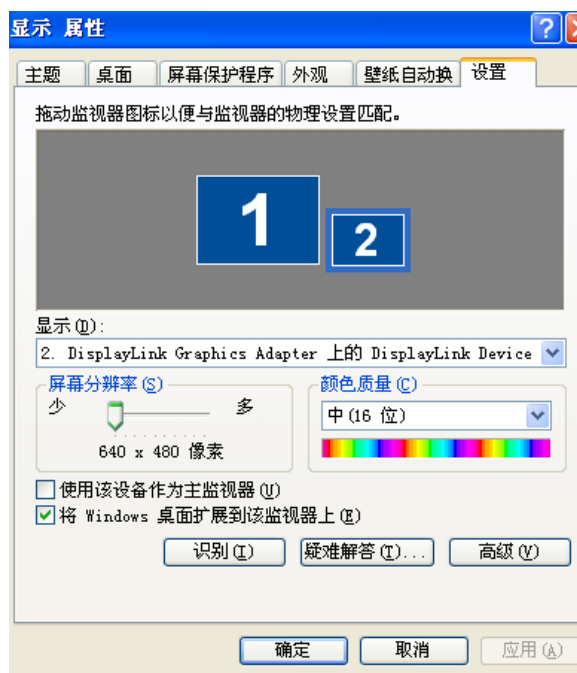 显示 属性
主题 桌面 屏幕保护程序 外观 壁纸自动换 设置
拖动监视器图标以便与监视器的物理设置匹配。
1
2
显示(D):
2. DisplayLink Graphics Adapter 上的 DisplayLink Device
屏幕分辨率(S)
少 多
640 x 480 像素
颜色质量(C)
中(16 位)
使用该设备作为主监视器(U)
将 Windows 桌面扩展到该监视器上(E)
识别(I) 疑难解答(T)... 高级(V)
确定 取消 应用(A)